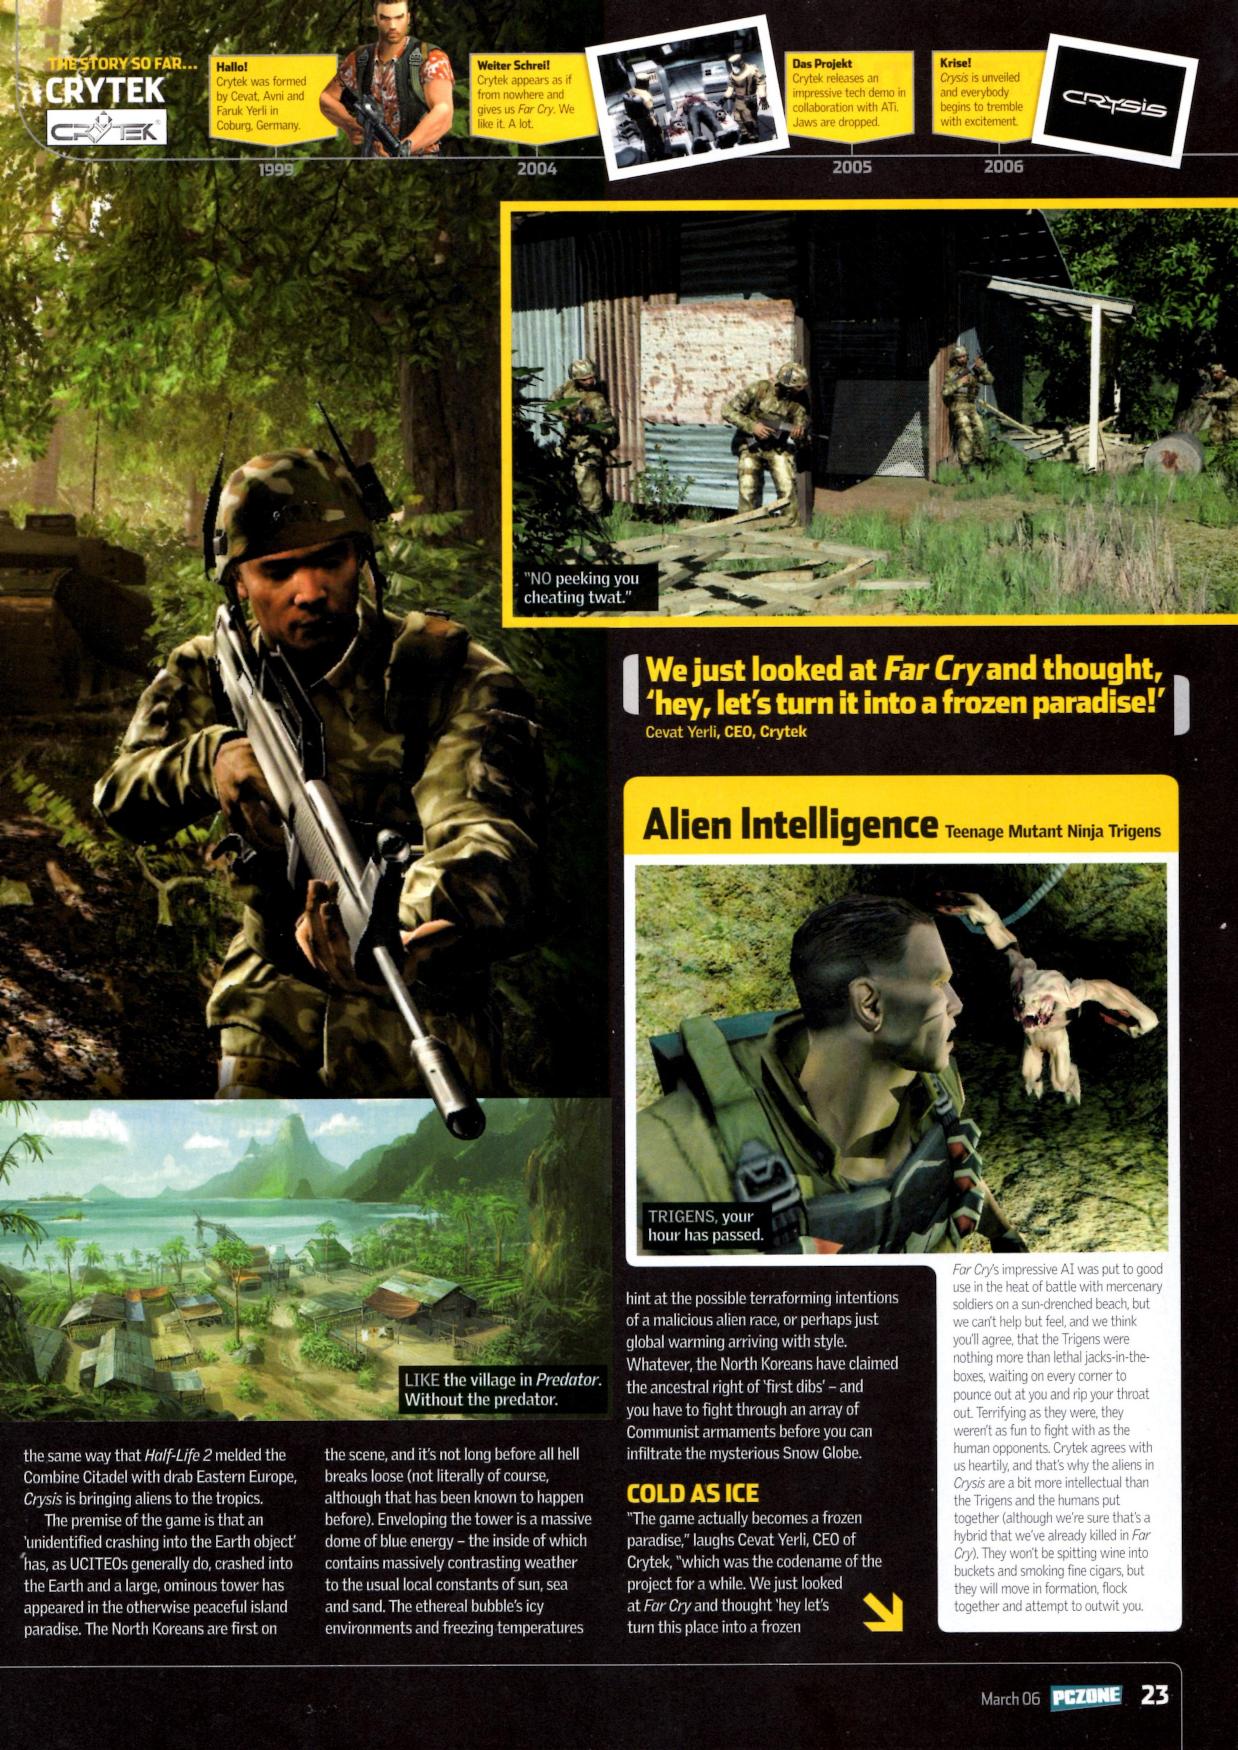 THE STORY SO FAR...
CRYTEK
CRYTEK
Hallo!
Crytek was formed
by Cevat, Avni and
Faruk Yerli in
Coburg, Germany.
1999
Weiter Schrei!
Crytek appears as if
from nowhere and
gives us Far Cry. We
like it. A lot.
2004
Das Projekt
Crytek releases an
impressive tech demo in
collaboration with ATi.
Jaws are dropped.
2005
Krise!
Crysis is unveiled
and everybody
begins to tremble
with excitement.
2006
CRYSIS
"NO peeking you
cheating twat."
We just looked at Far Cry and thought,
'hey, let's turn it into a frozen paradise!'
Cevat Yerli, CEO, Crytek
Alien Intelligence Teenage Mutant Ninja Trigens
TRIGENS, your
hour has passed.
Far Cry's impressive AI was put to good
use in the heat of battle with mercenary
soldiers on a sun-drenched beach, but
we can't help but feel, and we think
you'll agree, that the Trigens were
nothing more than lethal jacks-in-the-
boxes, waiting on every corner to
pounce out at you and rip your throat
out. Terrifying as they were, they
weren't as fun to fight with as the
human opponents. Crytek agrees with
us heartily, and that's why the aliens in
Crysis are a bit more intellectual than
the Trigens and the humans put
together (although we're sure that's a
hybrid that we've already killed in Far
Cry). They won't be spitting wine into
buckets and smoking fine cigars, but
they will move in formation, flock
together and attempt to outwit you.
LIKE the village in Predator.
Without the predator.
the same way that Half-Life 2 melded the
Combine Citadel with drab Eastern Europe,
Crysis is bringing aliens to the tropics.
The premise of the game is that an
'unidentified crashing into the Earth object'
has, as UCITEOs generally do, crashed into
the Earth and a large, ominous tower has
appeared in the otherwise peaceful island
paradise. The North Koreans are first on
the scene, and it's not long before all hell
breaks loose (not literally of course,
although that has been known to happen
before). Enveloping the tower is a massive
dome of blue energy – the inside of which
contains massively contrasting weather
to the usual local constants of sun, sea
and sand. The ethereal bubble's icy
environments and freezing temperatures
hint at the possible terraforming intentions
of a malicious alien race, or perhaps just
global warming arriving with style.
Whatever, the North Koreans have claimed
the ancestral right of 'first dibs' – and
you have to fight through an array of
Communist armaments before you can
infiltrate the mysterious Snow Globe.
COLD AS ICE
"The game actually becomes a frozen
paradise," laughs Cevat Yerli, CEO of
Crytek, "which was the codename of the
project for a while. We just looked
at Far Cry and thought 'hey let's
turn this place into a frozen
March 06 PCZONE 23